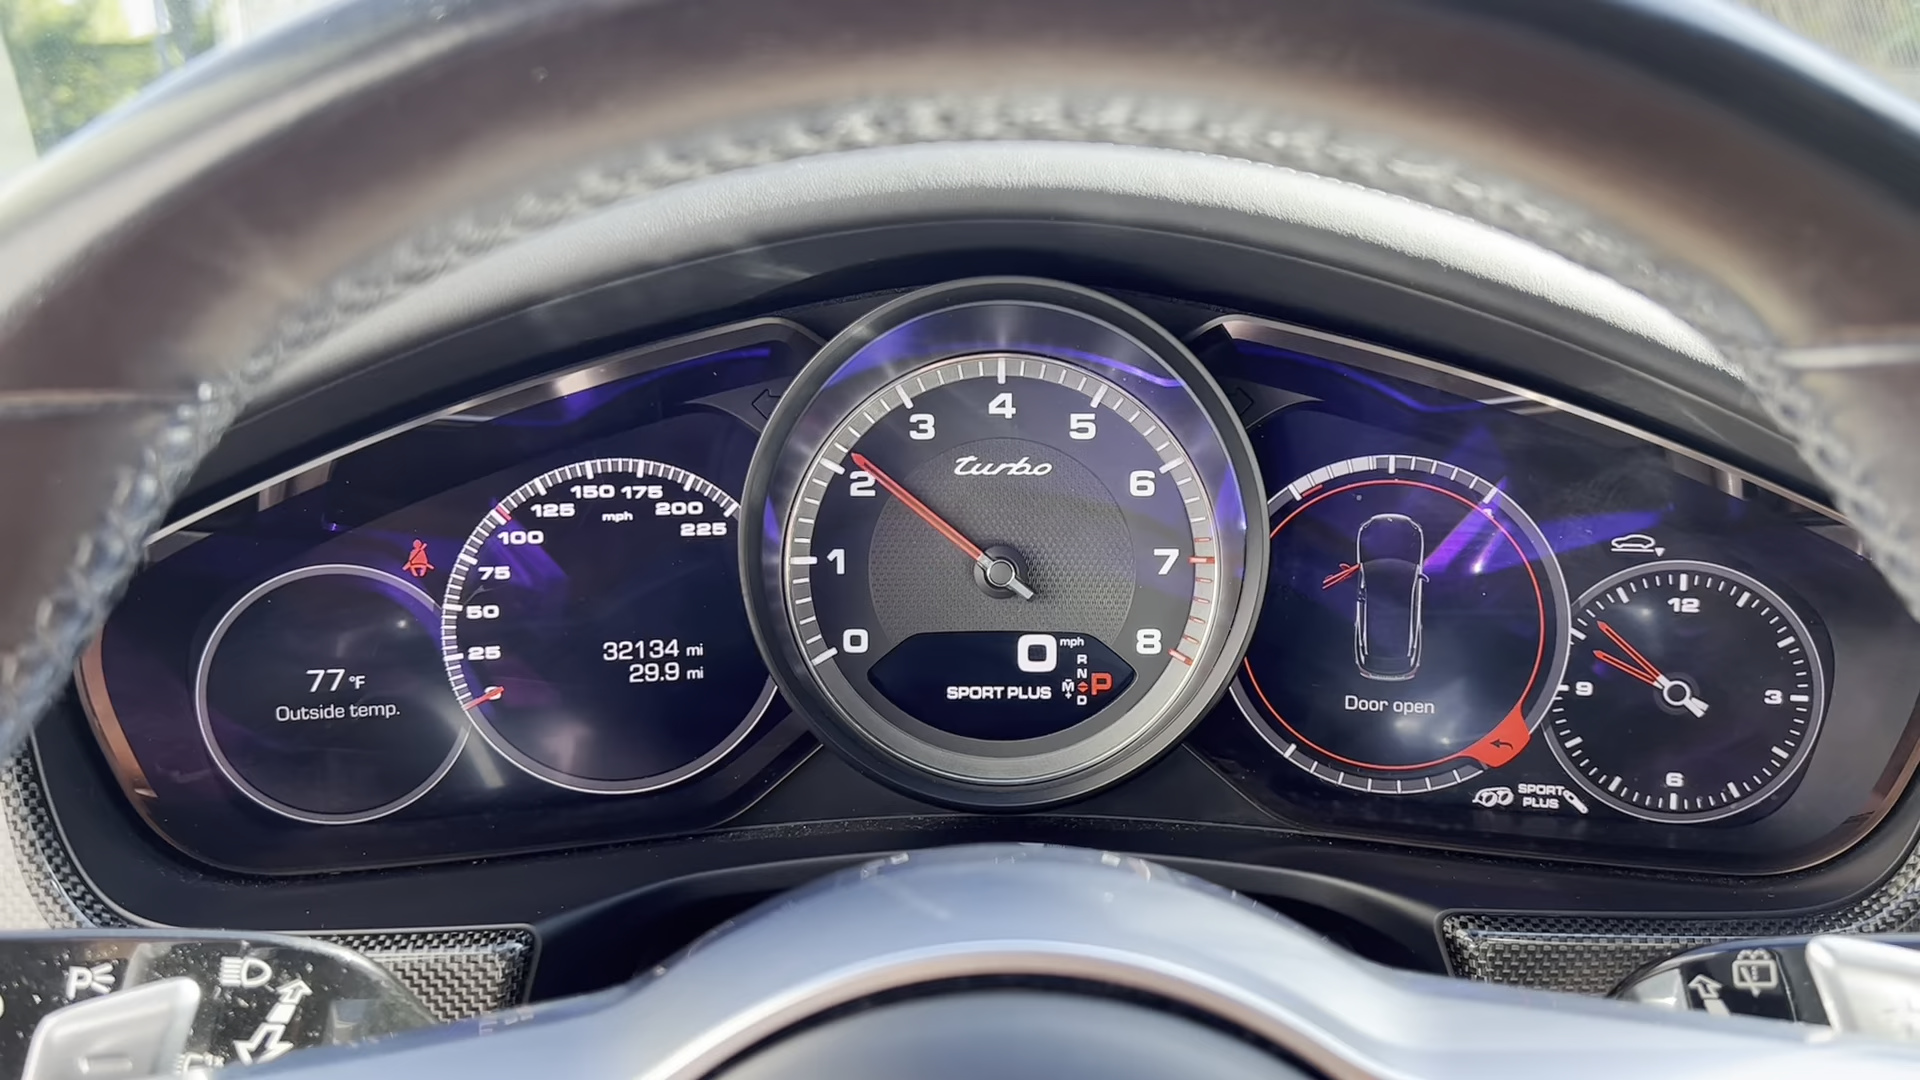 77 °F
Outside temp.
0
25
50
75
100
125
150
175
200
225
mph
32134 mi
29.9 mi
0
1
2
3
4
5
6
7
8
turbo
0 mph
SPORT PLUS
R
N
M
+
P
D
Door open
SPORT
PLUS
12
3
6
9
P